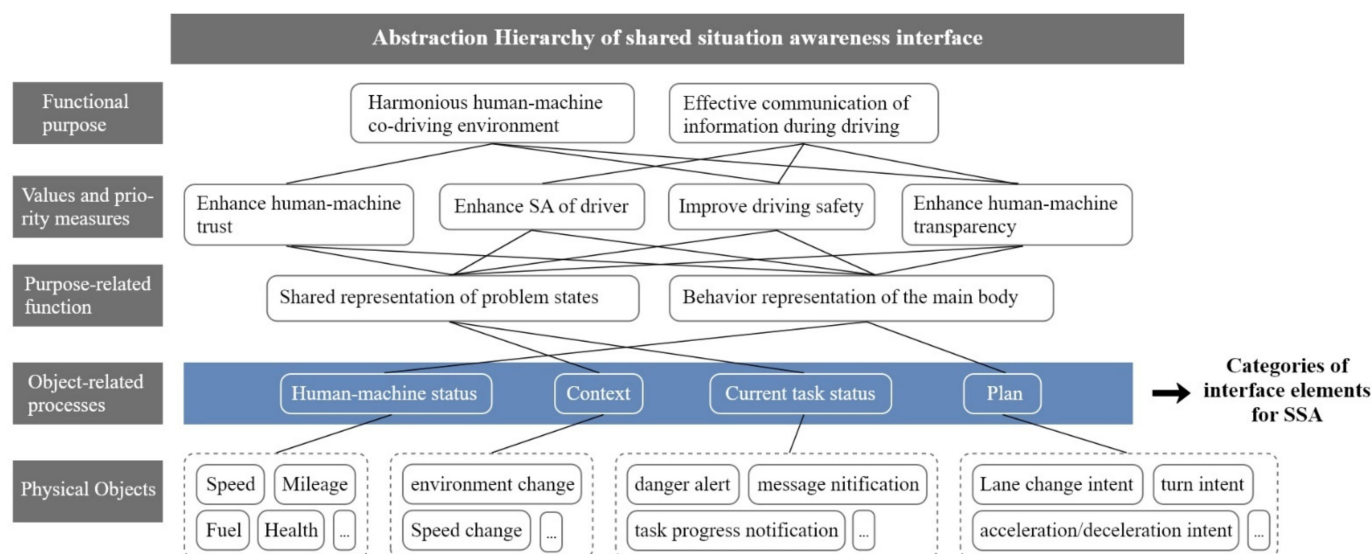 Abstraction Hierarchy of shared situation awareness interface
Functional
purpose
Harmonious human-machine
co-driving environment
Effective communication of
information during driving
Values and prio-
rity measures
Enhance human-machine
trust
Enhance SA of driver
Improve driving safety
Enhance human-machine
transparency
Purpose-related
function
Shared representation of problem states
Behavior representation of the main body
Object-related
processes
Human-machine status
Context
Current task status
Plan
Categories of
interface elements
for SSA
Physical Objects
Speed
Mileage
Fuel
Health
...
environment change
Speed change
...
danger alert
message nitification
task progress notification
...
Lane change intent
turn intent
acceleration/deceleration intent
...